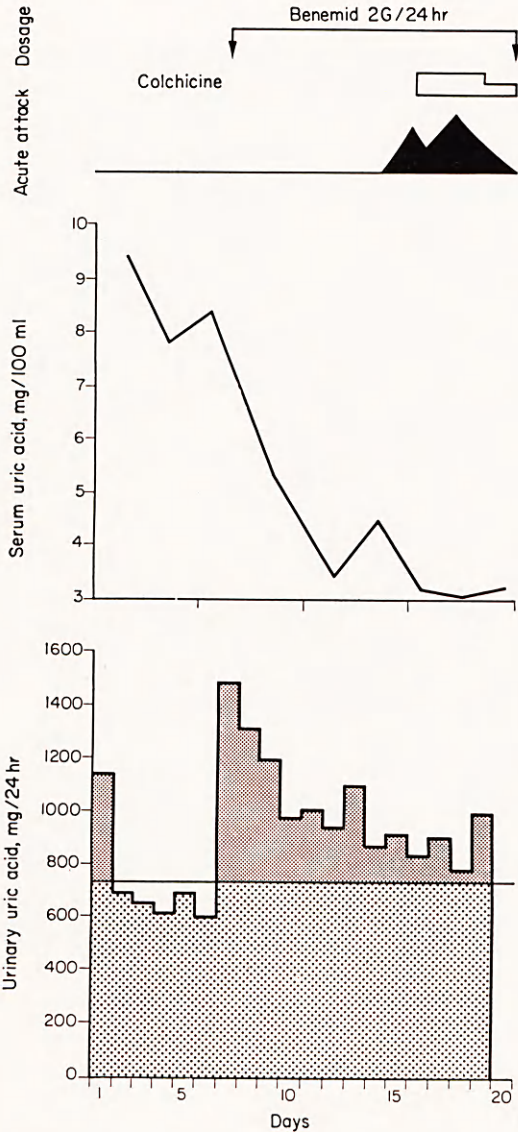 Benemid 2G/24 hr
Dosage
Colchicine
Acute attack
10
9
8
7
6
5
4
3
Serum uric acid, mg/100 ml
1600
1400
1200
1000
800
600
400
200
0
Urinary uric acid, mg/24 hr
1 5 10 15 20
Days